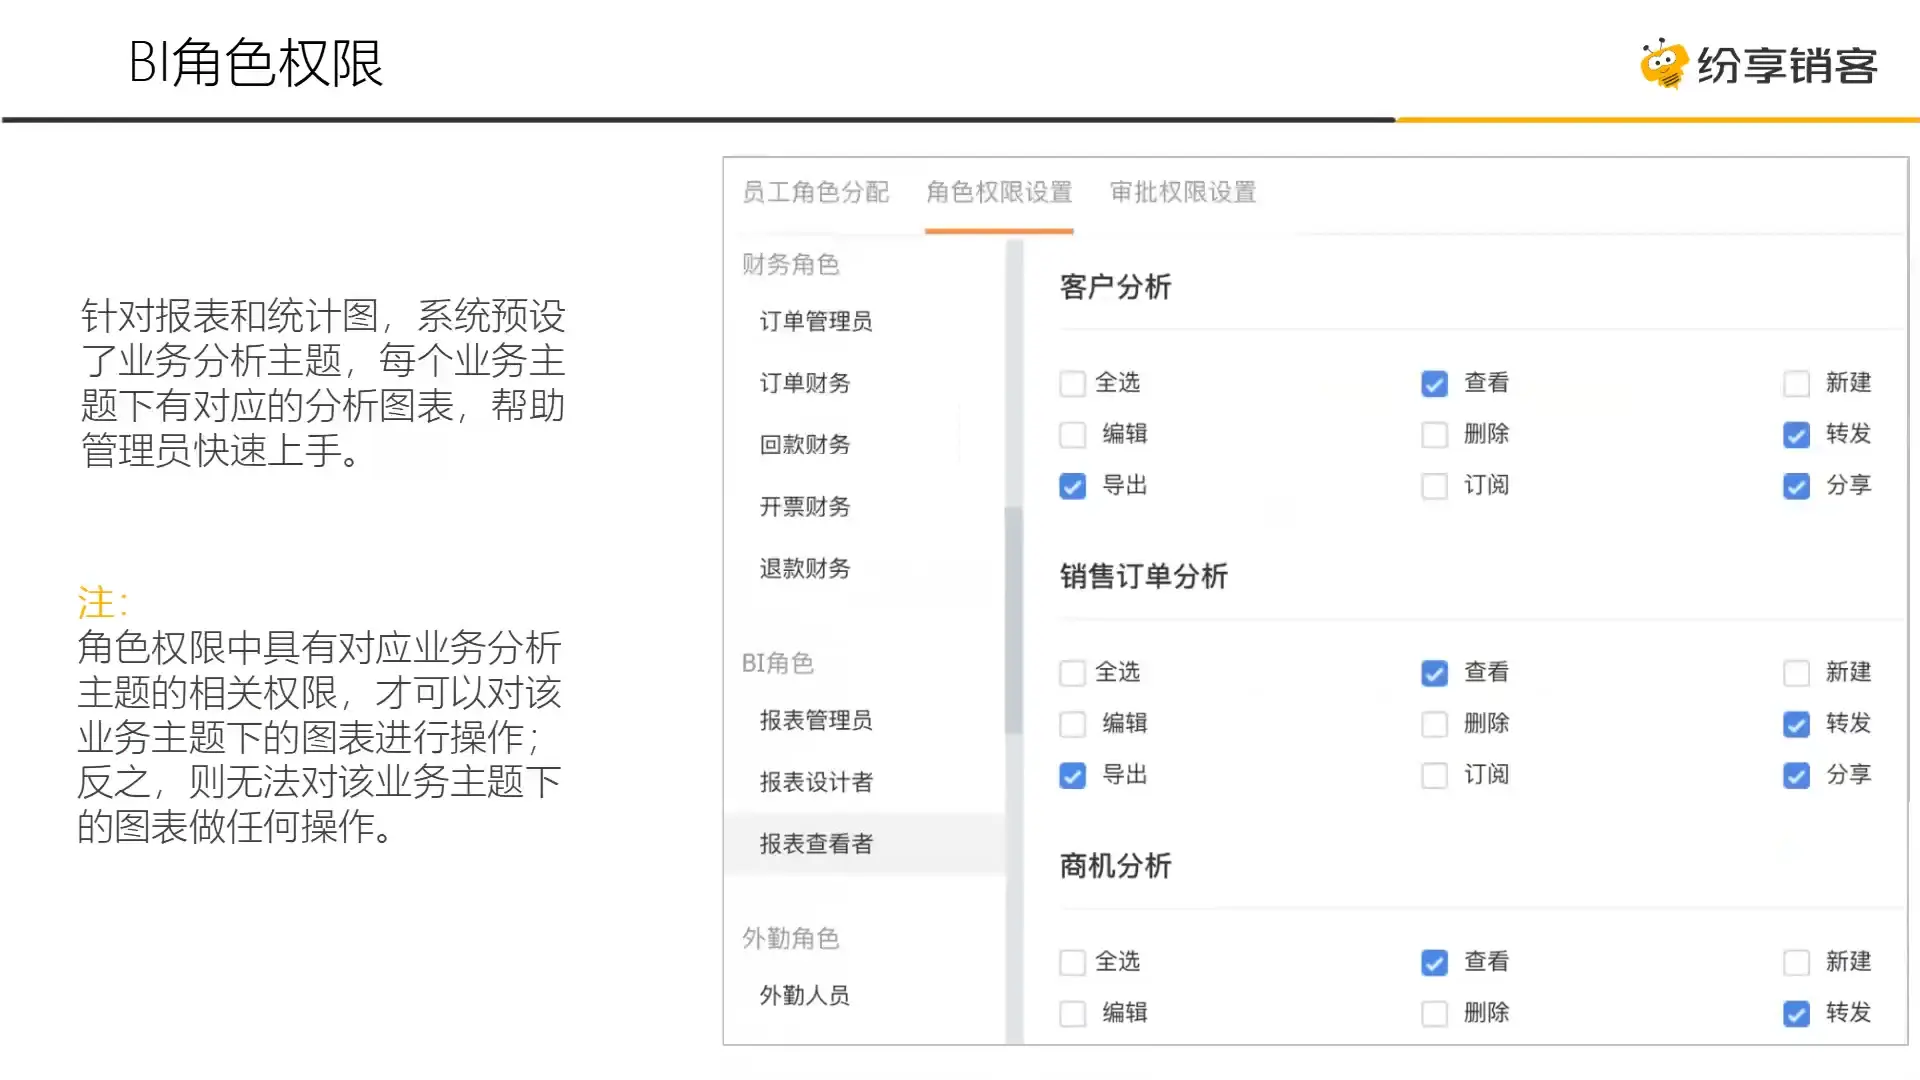 BI角色权限
纷享销客
针对报表和统计图，系统预设
了业务分析主题，每个业务主
题下有对应的分析图表，帮助
管理员快速上手。
注：
角色权限中具有对应业务分析
主题的相关权限，才可以对该
业务主题下的图表进行操作；
反之，则无法对该业务主题下
的图表做任何操作。
员工角色分配 角色权限设置 审批权限设置
财务角色
订单管理员
订单财务
回款财务
开票财务
退款财务
BI角色
报表管理员
报表设计者
报表查看者
外勤角色
外勤人员
客户分析
全选 查看 新建
编辑 删除 转发
导出 订阅 分享
销售订单分析
全选 查看 新建
编辑 删除 转发
导出 订阅 分享
商机分析
全选 查看 新建
编辑 删除 转发